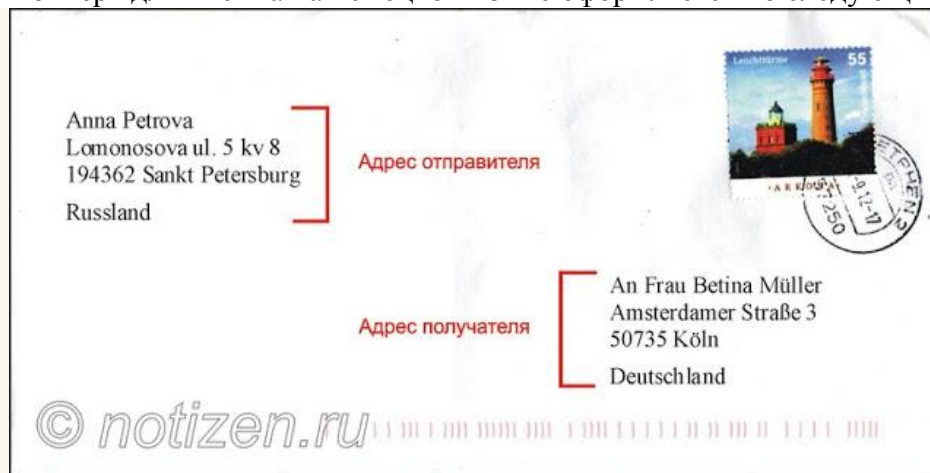 Anna Petrova
Lomonosova ul. 5 kv 8
194362 Sankt Petersburg
Russland
Адрес отправителя
Leuchttürme 55
ARKONA
Адрес получателя
An Frau Betina Müller
Amsterdamer Straße 3
50735 Köln
Deutschland
© notizen.ru